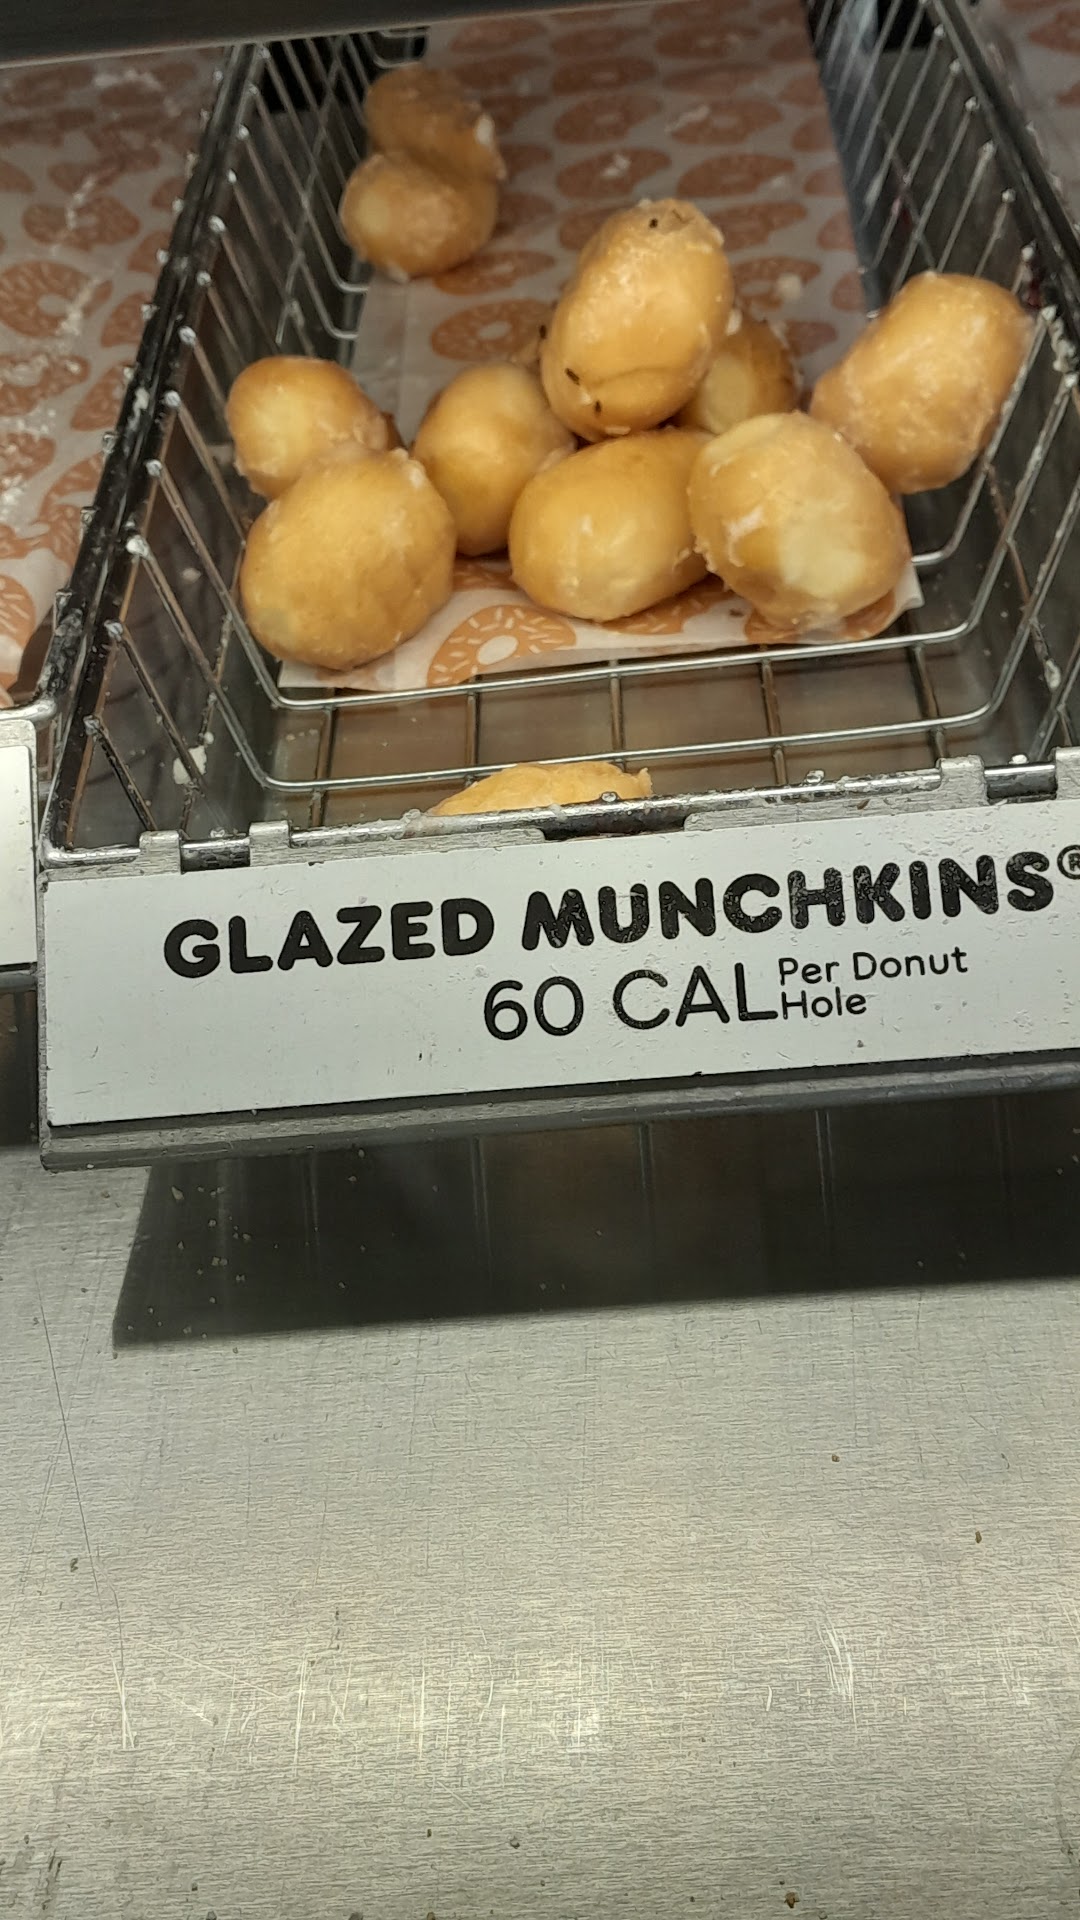 GLAZED MUNCHKINS®
60 CAL Per Donut
Hole